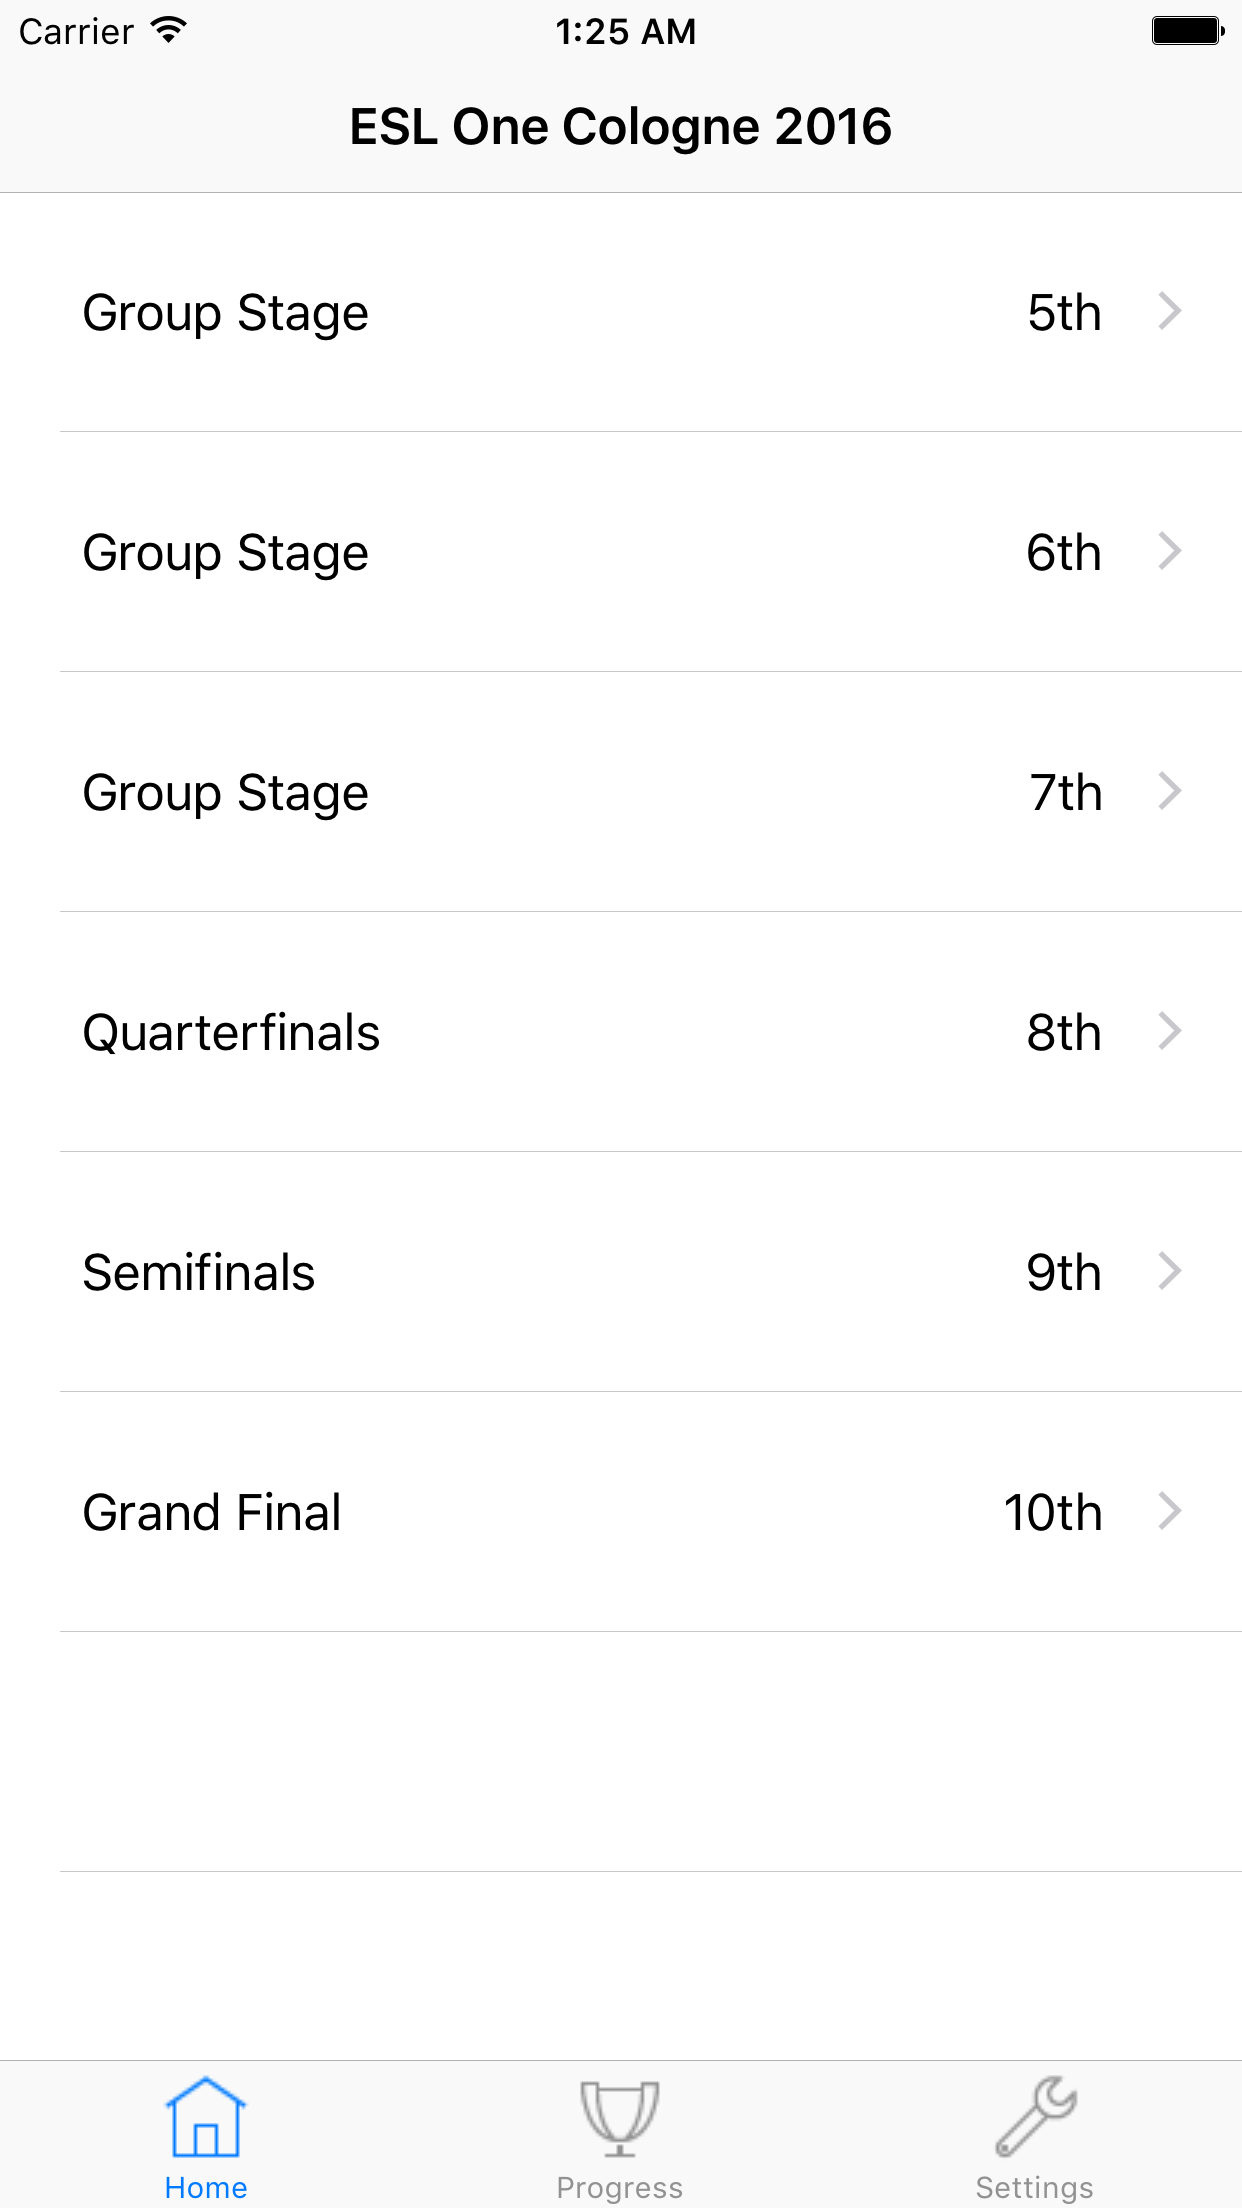 Carrier 1:25 AM
ESL One Cologne 2016
Group Stage 5th
Group Stage 6th
Group Stage 7th
Quarterfinals 8th
Semifinals 9th
Grand Final 10th
Home Progress Settings